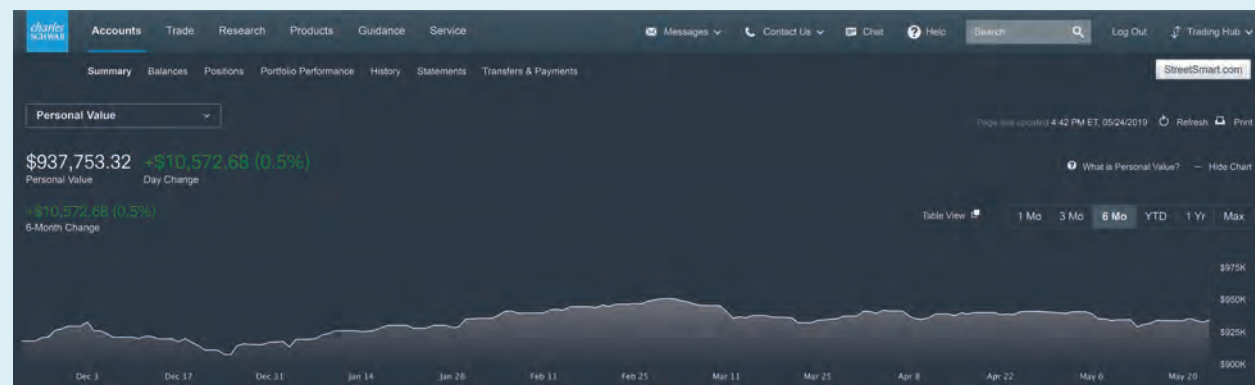 charles SCHWAB Accounts Trade Research Products Guidance Service Messages Contact Us Chat Help Search Log Out Trading Hub
Summary Balances Positions Portfolio Performance History Statements Transfers & Payments StreetSmart.com
Personal Value Page last updated 4:42 PM ET, 05/24/2019 Refresh Print
$937,753.32 +$10,572.68 (0.5%) What is Personal Value? Hide Chart
Personal Value Day Change
+$10,572.68 (0.5%) Table View 1 Mo 3 Mo 6 Mo YTD 1 Yr Max
6-Month Change
$975K
$950K
$925K
$900K
Dec 3 Dec 17 Dec 31 Jan 14 Jan 28 Feb 11 Feb 25 Mar 11 Mar 25 Apr 8 Apr 22 May 6 May 20